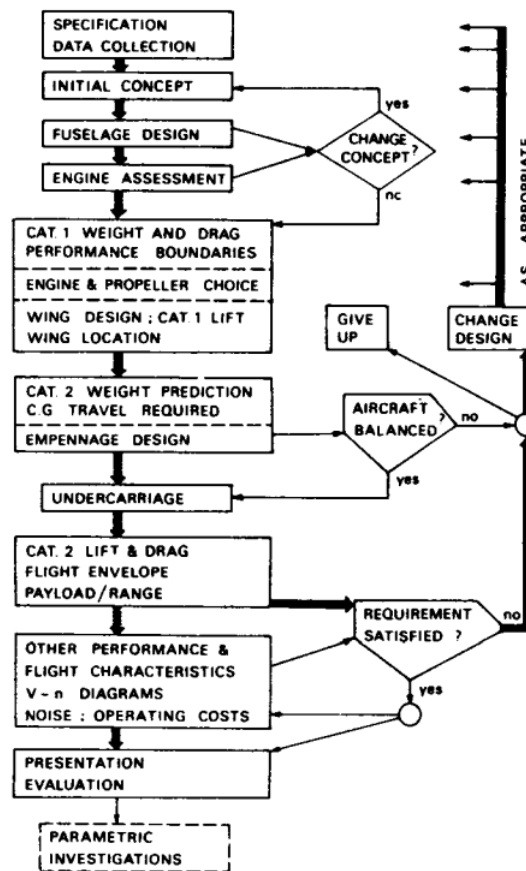 SPECIFICATION
DATA COLLECTION
INITIAL CONCEPT
yes
FUSELAGE DESIGN
CHANGE
CONCEPT?
ENGINE ASSESSMENT
nc
CAT. 1 WEIGHT AND DRAG
PERFORMANCE BOUNDARIES
ENGINE & PROPELLER CHOICE
WING DESIGN ; CAT. 1 LIFT
WING LOCATION
AS APPROPRIATE
GIVE
UP
CHANGE
DESIGN
CAT. 2 WEIGHT PREDICTION
C.G TRAVEL REQUIRED
EMPENNAGE DESIGN
AIRCRAFT
BALANCED?
no
yes
UNDERCARRIAGE
CAT. 2 LIFT & DRAG
FLIGHT ENVELOPE
PAYLOAD/RANGE
REQUIREMENT
SATISFIED ?
no
yes
OTHER PERFORMANCE &
FLIGHT CHARACTERISTICS
V-n DIAGRAMS
NOISE ; OPERATING COSTS
PRESENTATION
EVALUATION
PARAMETRIC
INVESTIGATIONS